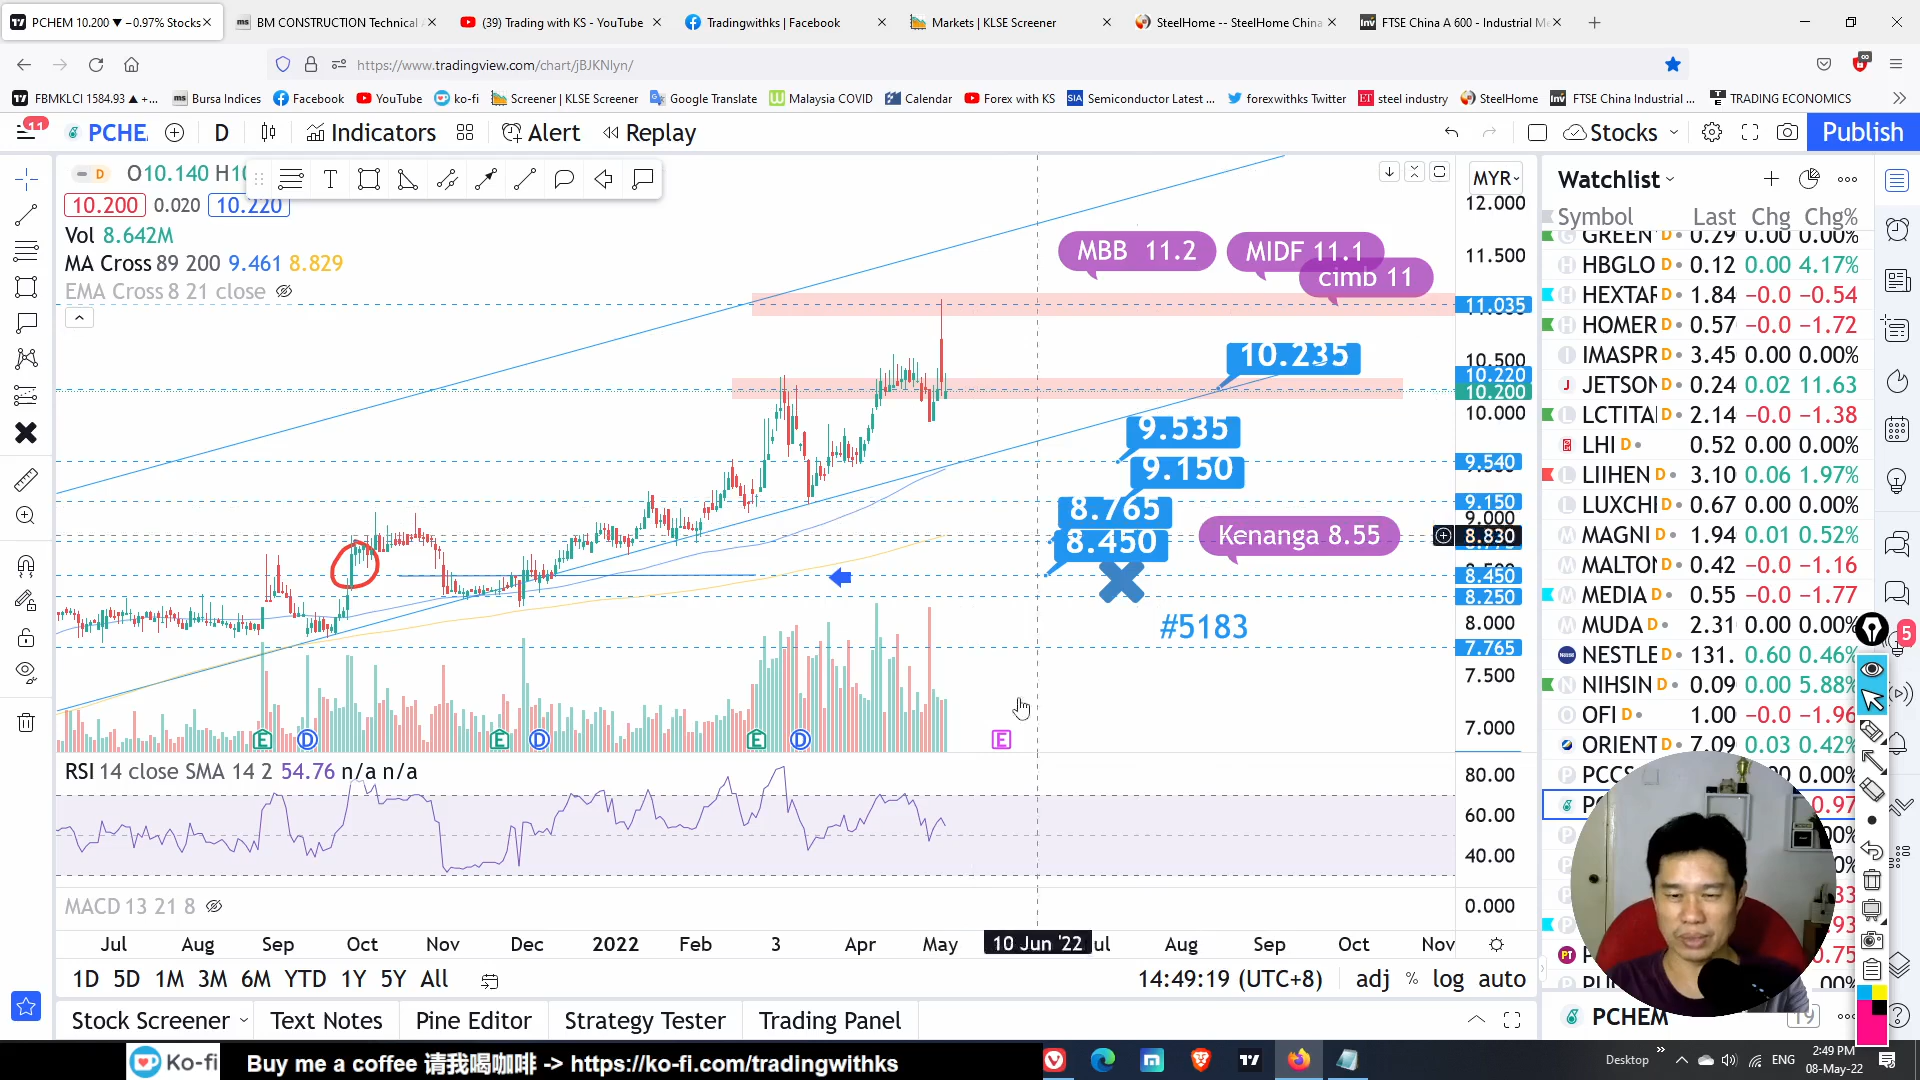 PCHEM 10.200 ▼ −0.97% Stocks
BM CONSTRUCTION Technical
(39) Trading with KS - YouTube
Tradingwithks | Facebook
Markets | KLSE Screener
SteelHome -- SteelHome China
FTSE China A 600 - Industrial Me
https://www.tradingview.com/chart/jBJKNlyn/
FBMKLCI 1584.93 ▲ +...
Bursa Indices
Facebook
YouTube
ko-fi
Screener | KLSE Screener
Google Translate
Malaysia COVID
Calendar
Forex with KS
Semiconductor Latest ...
forexwithks Twitter
steel industry
SteelHome
FTSE China Industrial ...
TRADING ECONOMICS
11
PCHE
D
Indicators
Alert
Replay
Stocks
Publish
D O10.140 H10
10.200 0.020 10.220
Vol 8.642M
MA Cross 89 200 9.461 8.829
EMA Cross 8 21 close
MBB 11.2
MIDF 11.1
cimb 11
10.235
9.535
9.150
8.765
8.450
Kenanga 8.55
#5183
MYR
12.000
11.500
11.035
10.500
10.220
10.200
10.000
9.540
9.150
9.000
8.830
8.450
8.250
8.000
7.765
7.500
7.000
E D E D E D E
RSI 14 close SMA 14 2 54.76 n/a n/a
80.00
60.00
40.00
MACD 13 21 8
0.000
Jul Aug Sep Oct Nov Dec 2022 Feb 3 Apr May 10 Jun '22 ul Aug Sep Oct Nov
1D 5D 1M 3M 6M YTD 1Y 5Y All
14:49:19 (UTC+8) adj % log auto
Stock Screener
Text Notes
Pine Editor
Strategy Tester
Trading Panel
Watchlist
Symbol Last Chg Chg%
GREEN D 0.29 0.00 0.00%
HBGLO D 0.12 0.00 4.17%
HEXTAR D 1.84 −0.0 −0.54
HOMER D 0.57 −0.0 −1.72
IMASPR D 3.45 0.00 0.00%
JETSON D 0.24 0.02 11.63
LCTITA D 2.14 −0.0 −1.38
LHI D 0.52 0.00 0.00%
LIIHEN D 3.10 0.06 1.97%
LUXCHI D 0.67 0.00 0.00%
MAGNI D 1.94 0.01 0.52%
MALTON D 0.42 −0.0 −1.16
MEDIA D 0.55 −0.0 −1.77
MUDA D 2.31 0.00 0.00%
NESTLE D 131. 0.60 0.46%
NIHSIN D 0.09 0.00 5.88%
OFI D 1.00 −0.0 −1.96
ORIENT D 7.09 0.03 0.42%
PCCS 0.00%
0.97
PCHEM
19
5
Ko-fi
Buy me a coffee 请我喝咖啡 -> https://ko-fi.com/tradingwithks
Desktop
ENG
2:49 PM
08-May-22